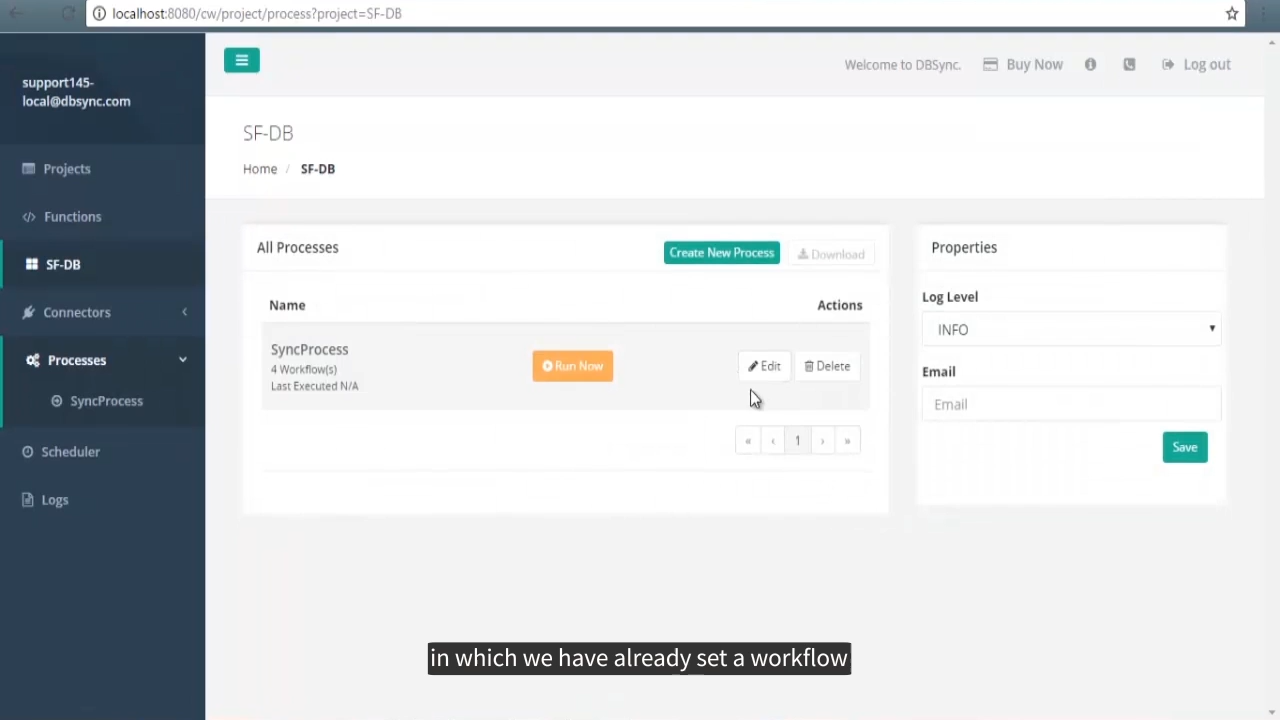 localhost:8080/cw/project/process?project=SF-DB
support145-
local@dbsync.com
Projects
Functions
SF-DB
Connectors
Processes
SyncProcess
Scheduler
Logs
Welcome to DBSync.
Buy Now
Log out
SF-DB
Home / SF-DB
All Processes
Create New Process
Download
Name
Actions
SyncProcess
4 Workflow(s)
Last Executed N/A
Run Now
Edit
Delete
« ‹ 1 › »
Properties
Log Level
INFO
Email
Email
Save
in which we have already set a workflow